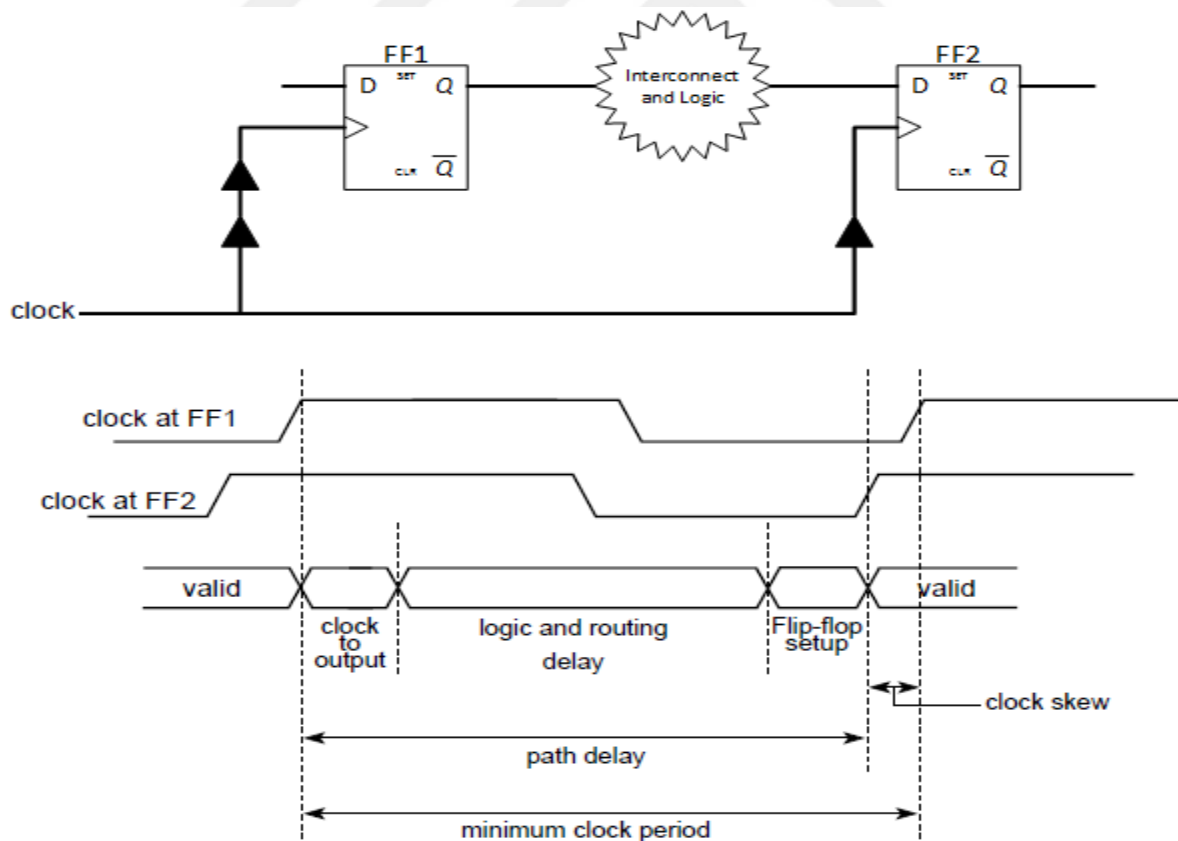 FF1
D SET Q
CLR Q
Interconnect
and Logic
FF2
D SET Q
CLR Q
clock
clock at FF1
clock at FF2
valid
clock
to
output
logic and routing
delay
Flip-flop
setup
valid
clock skew
path delay
minimum clock period